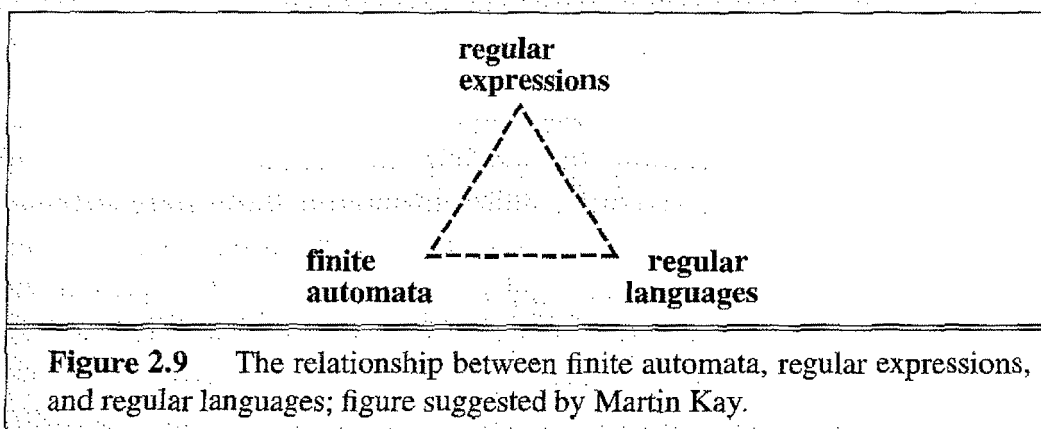 regular
expressions
finite
automata
regular
languages
Figure 2.9 The relationship between finite automata, regular expressions,
and regular languages; figure suggested by Martin Kay.